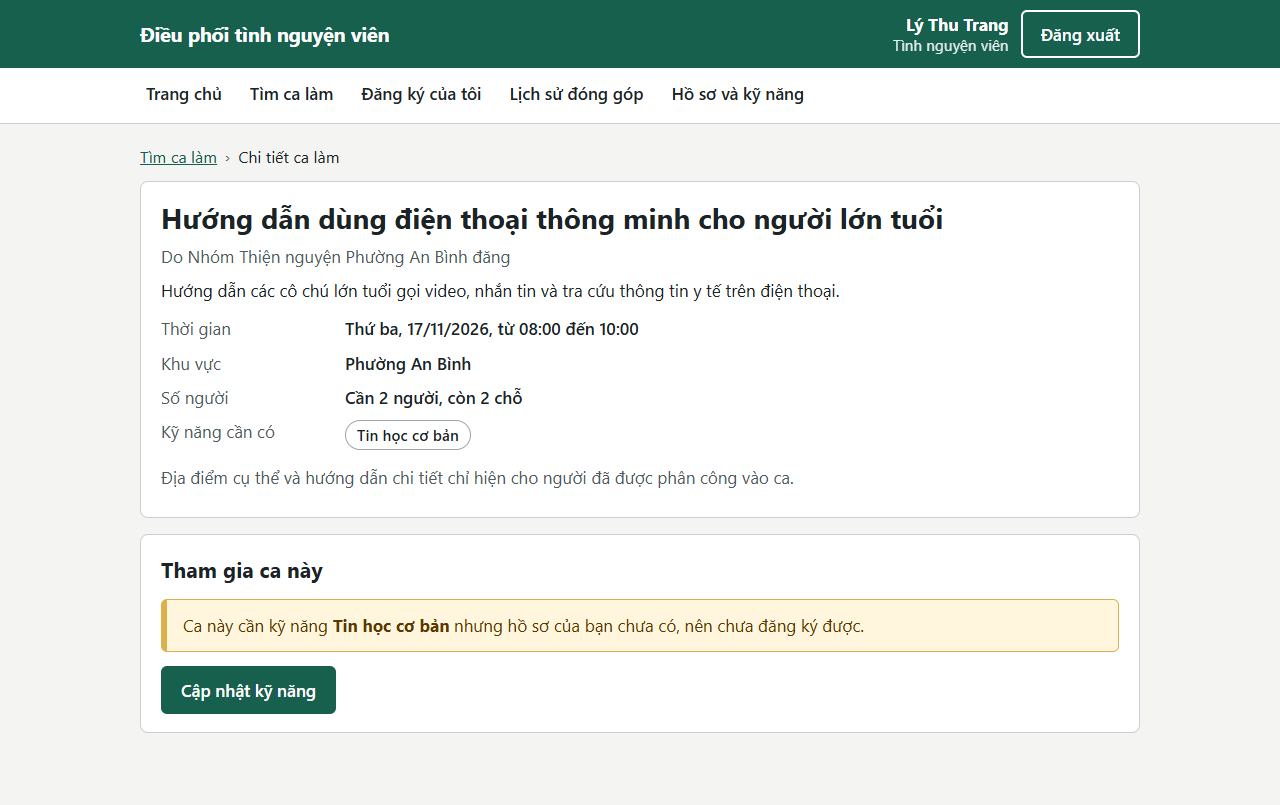 Điều phối tình nguyện viên
Lý Thu Trang
Tình nguyện viên
Đăng xuất
Trang chủ
Tìm ca làm
Đăng ký của tôi
Lịch sử đóng góp
Hồ sơ và kỹ năng
Tìm ca làm › Chi tiết ca làm
Hướng dẫn dùng điện thoại thông minh cho người lớn tuổi
Do Nhóm Thiện nguyện Phường An Bình đăng
Hướng dẫn các cô chú lớn tuổi gọi video, nhắn tin và tra cứu thông tin y tế trên điện thoại.
Thời gian Thứ ba, 17/11/2026, từ 08:00 đến 10:00
Khu vực Phường An Bình
Số người Cần 2 người, còn 2 chỗ
Kỹ năng cần có Tin học cơ bản
Địa điểm cụ thể và hướng dẫn chi tiết chỉ hiện cho người đã được phân công vào ca.
Tham gia ca này
Ca này cần kỹ năng Tin học cơ bản nhưng hồ sơ của bạn chưa có, nên chưa đăng ký được.
Cập nhật kỹ năng